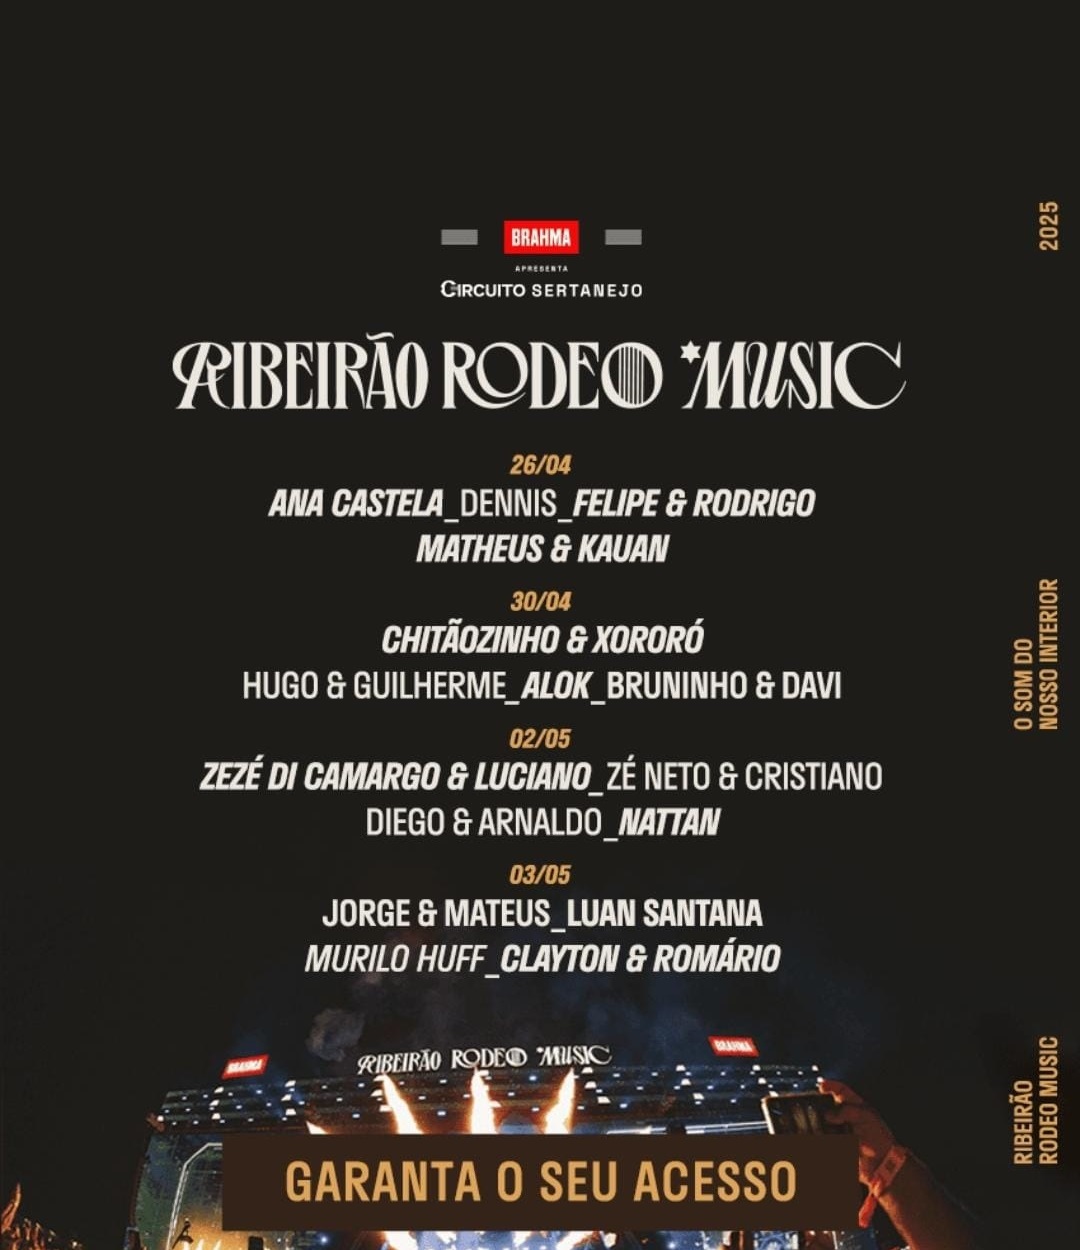 BRAHMA
APRESENTA
CIRCUITO SERTANEJO
RIBEIRÃO RODEO MUSIC
26/04
ANA CASTELA_DENNIS_FELIPE & RODRIGO
MATHEUS & KAUAN
30/04
CHITÃOZINHO & XORORÓ
HUGO & GUILHERME_ALOK_BRUNINHO & DAVI
02/05
ZEZÉ DI CAMARGO & LUCIANO_ZÉ NETO & CRISTIANO
DIEGO & ARNALDO_NATTAN
03/05
JORGE & MATEUS_LUAN SANTANA
MURILO HUFF_CLAYTON & ROMÁRIO
BRAHMA
RIBEIRÃO RODEO MUSIC
BRAHMA
GARANTA O SEU ACESSO
2025
O SOM DO
NOSSO INTERIOR
RIBEIRÃO
RODEO MUSIC